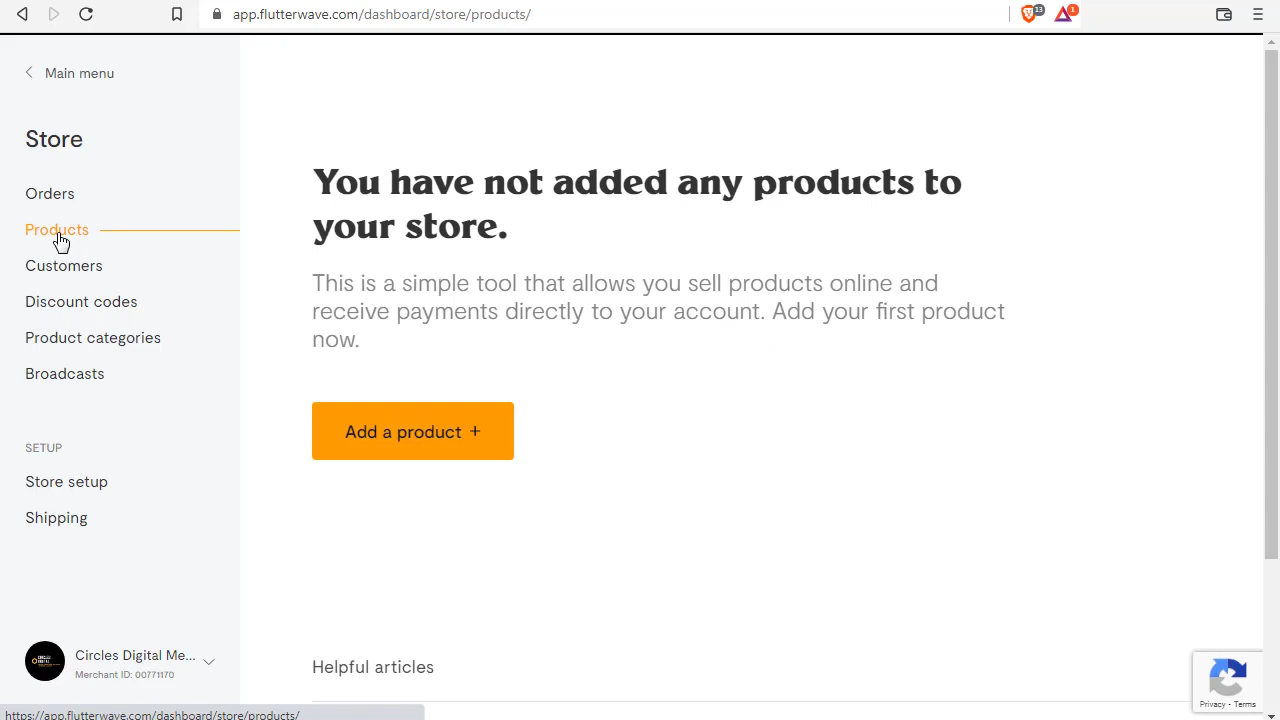 app.flutterwave.com/dashboard/store/products/
13
1
Main menu
Store
Orders
Products
Customers
Discount codes
Product categories
Broadcasts
SETUP
Store setup
Shipping
Circles Digital Me...
Merchant ID: 00771170
You have not added any products to
your store.
This is a simple tool that allows you sell products online and
receive payments directly to your account. Add your first product
now.
Add a product +
Helpful articles
Privacy - Terms
https://app.flutterwave.com/dashboard/store/products/